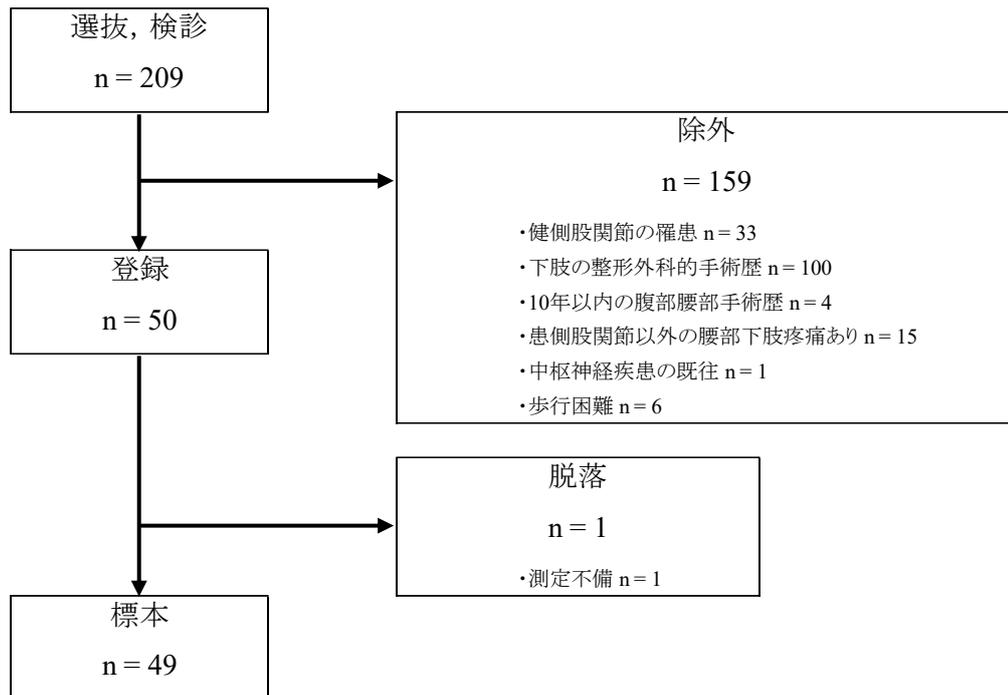 選抜, 検診
n = 209
除外
n = 159
・健側股関節の罹患 n = 33
・下肢の整形外科的手術歴 n = 100
・10年以内の腹部腰部手術歴 n = 4
・患側股関節以外の腰部下肢疼痛あり n = 15
・中枢神経疾患の既往 n = 1
・歩行困難 n = 6
登録
n = 50
脱落
n = 1
・測定不備 n = 1
標本
n = 49